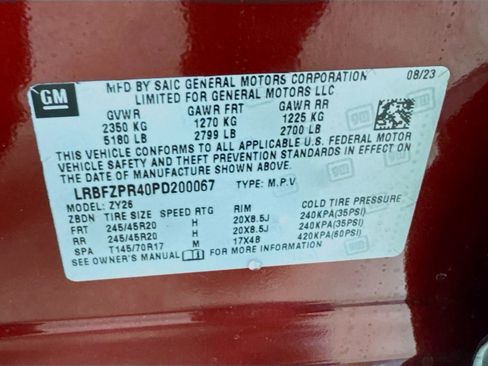 GM
MFD BY SAIC GENERAL MOTORS CORPORATION 08/23
LIMITED FOR GENERAL MOTORS LLC
GVWR GAWR FRT GAWR RR
2350 KG 1270 KG 1225 KG
5180 LB 2799 LB 2700 LB
THIS VEHICLE CONFORMS TO ALL APPLICABLE U.S. FEDERAL MOTOR
VEHICLE SAFETY, BUMPER, AND THEFT PREVENTION STANDARDS IN
EFFECT ON THE DATE OF MANUFACTURE SHOWN ABOVE.
LRBFZPR40PD200067 TYPE: M.P.V
MODEL: ZY26
ZBDN TIRE SIZE SPEED RTG RIM COLD TIRE PRESSURE
FRT 245/45R20 H 20X8.5J 240KPA(35PSI)
RR 245/45R20 H 20X8.5J 240KPA(35PSI)
SPA T145/70R17 M 17X4B 420KPA(60PSI)
SEE OWNER'S MANUAL FOR ADDITIONAL INFORMATION.